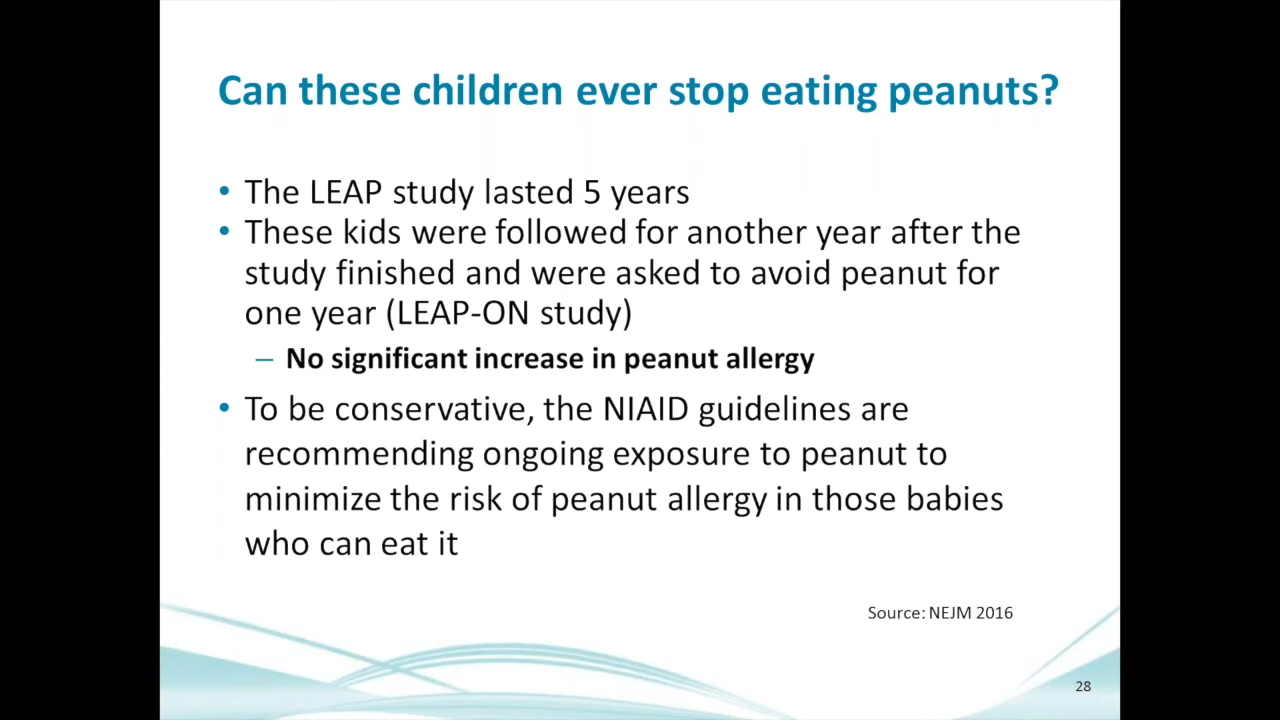 Can these children ever stop eating peanuts?
• The LEAP study lasted 5 years
• These kids were followed for another year after the
study finished and were asked to avoid peanut for
one year (LEAP-ON study)
– No significant increase in peanut allergy
• To be conservative, the NIAID guidelines are
recommending ongoing exposure to peanut to
minimize the risk of peanut allergy in those babies
who can eat it
Source: NEJM 2016
28